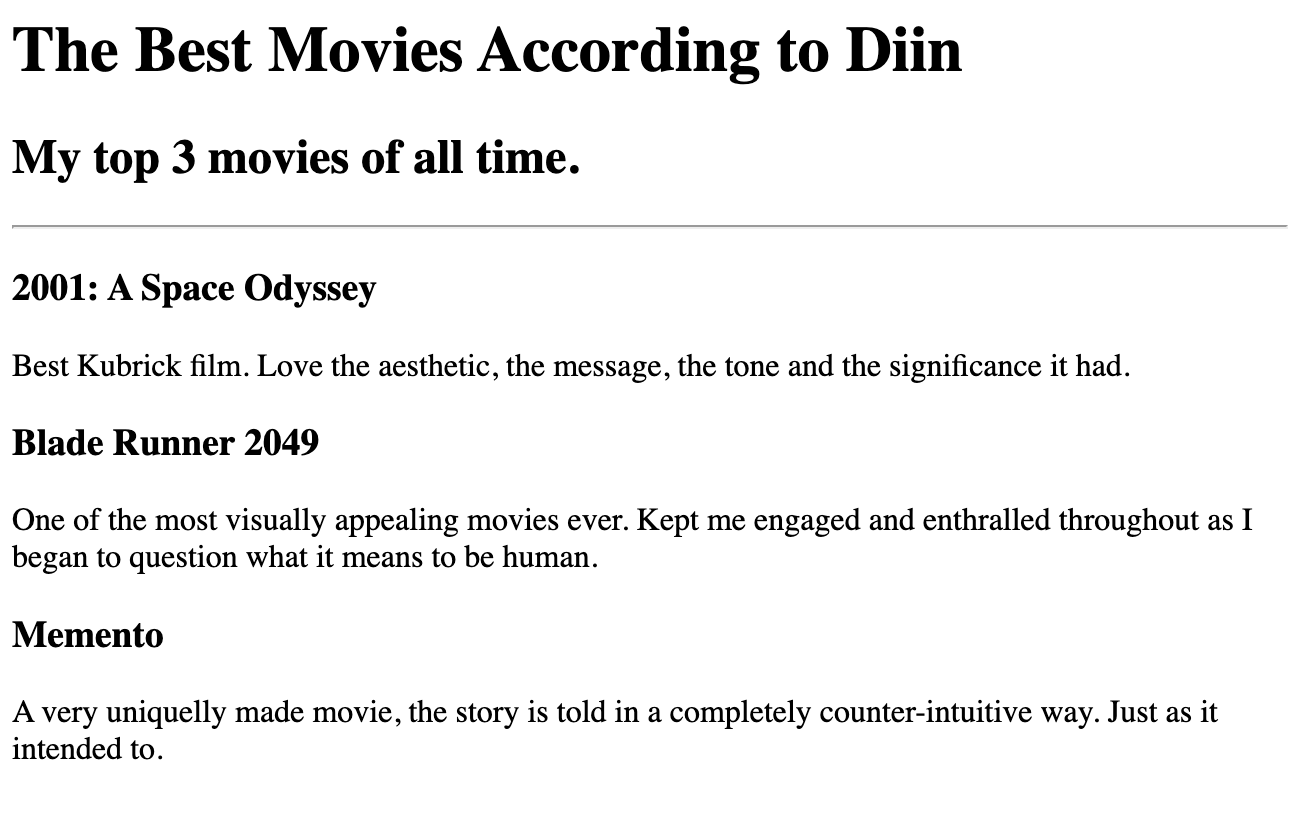 The Best Movies According to Diin
My top 3 movies of all time.
2001: A Space Odyssey
Best Kubrick film. Love the aesthetic, the message, the tone and the significance it had.
Blade Runner 2049
One of the most visually appealing movies ever. Kept me engaged and enthralled throughout as I
began to question what it means to be human.
Memento
A very uniquelly made movie, the story is told in a completely counter-intuitive way. Just as it
intended to.